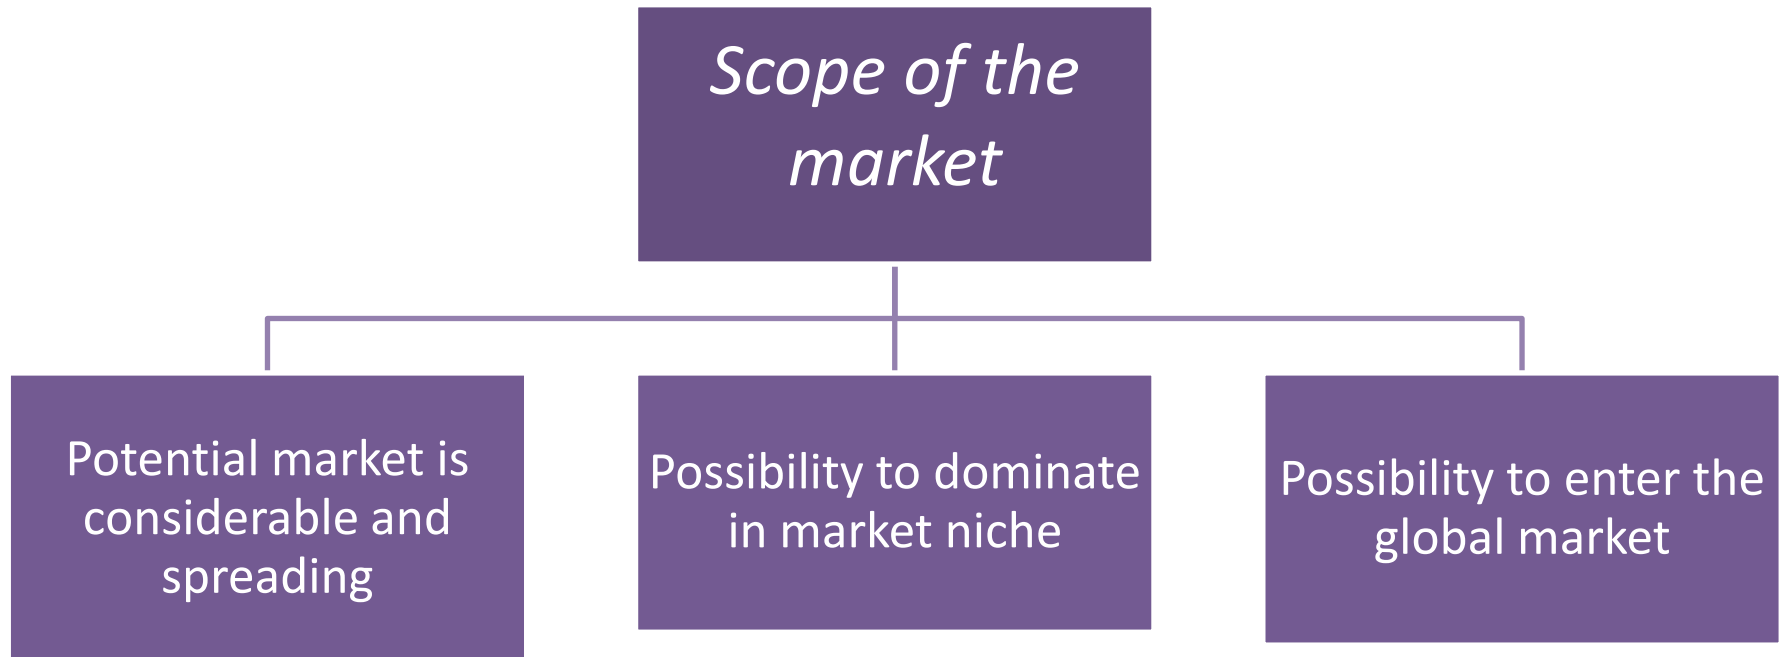 Scope of the
market
Potential market is
considerable and
spreading
Possibility to dominate
in market niche
Possibility to enter the
global market